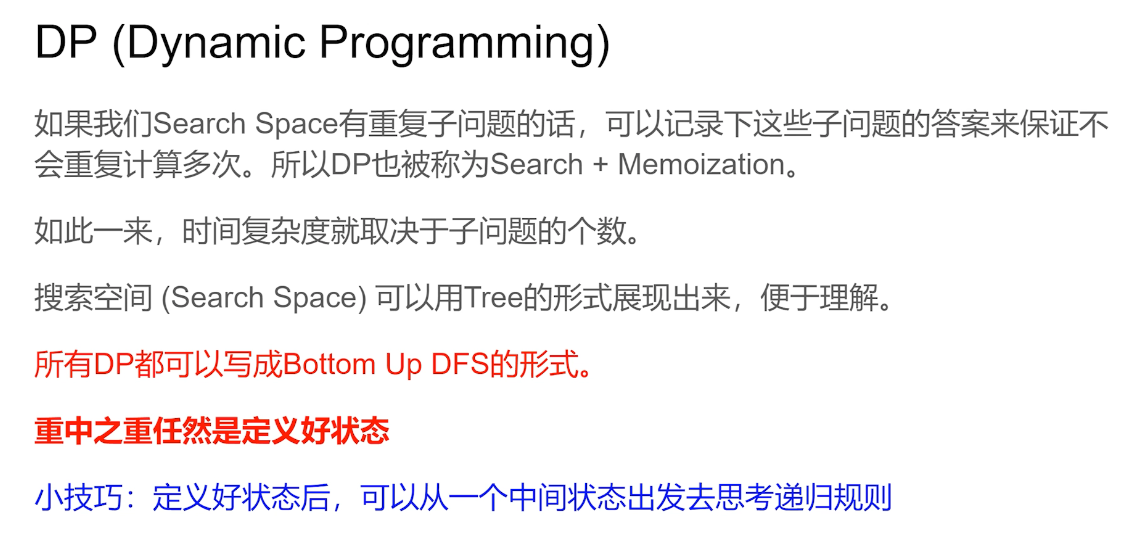 DP (Dynamic Programming)
如果我们Search Space有重复子问题的话，可以记录下这些子问题的答案来保证不
会重复计算多次。所以DP也被称为Search + Memoization。
如此一来，时间复杂度就取决于子问题的个数。
搜索空间 (Search Space) 可以用Tree的形式展现出来，便于理解。
所有DP都可以写成Bottom Up DFS的形式。
重中之重任然是定义好状态
小技巧：定义好状态后，可以从一个中间状态出发去思考递归规则